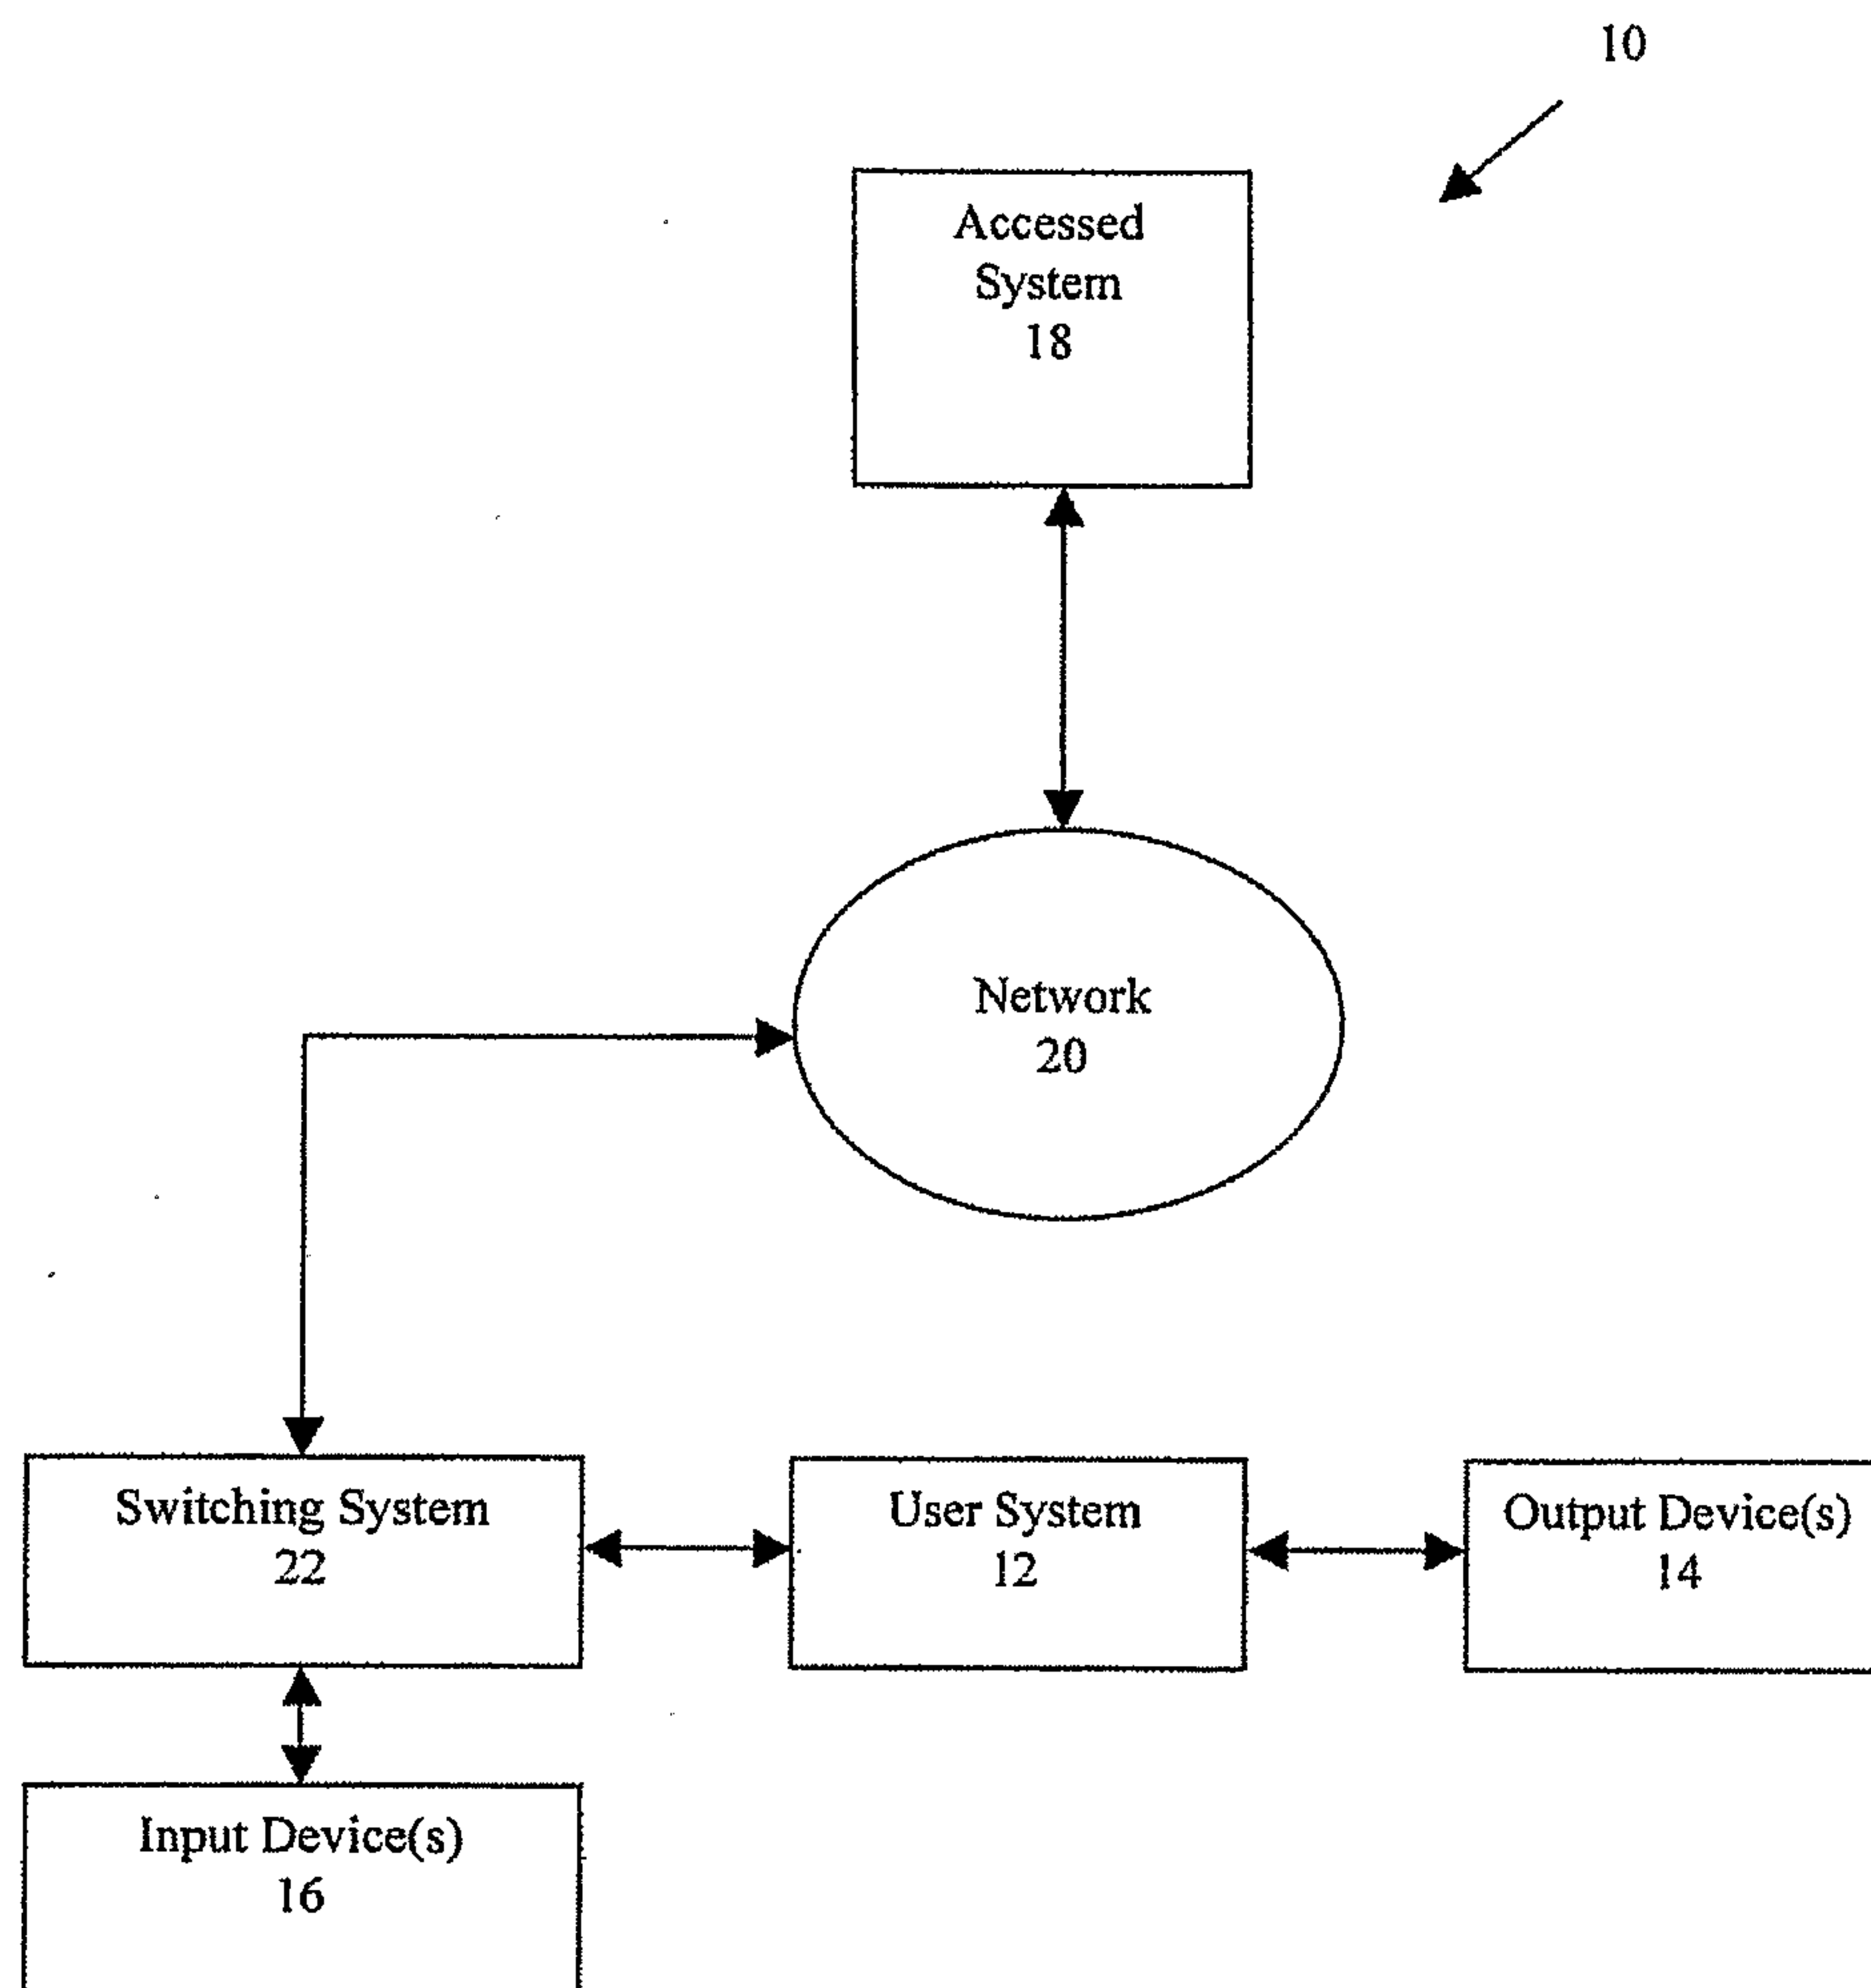 10
Accessed
System
18
Network
20
Switching System
22
User System
12
Output Device(s)
14
Input Device(s)
16